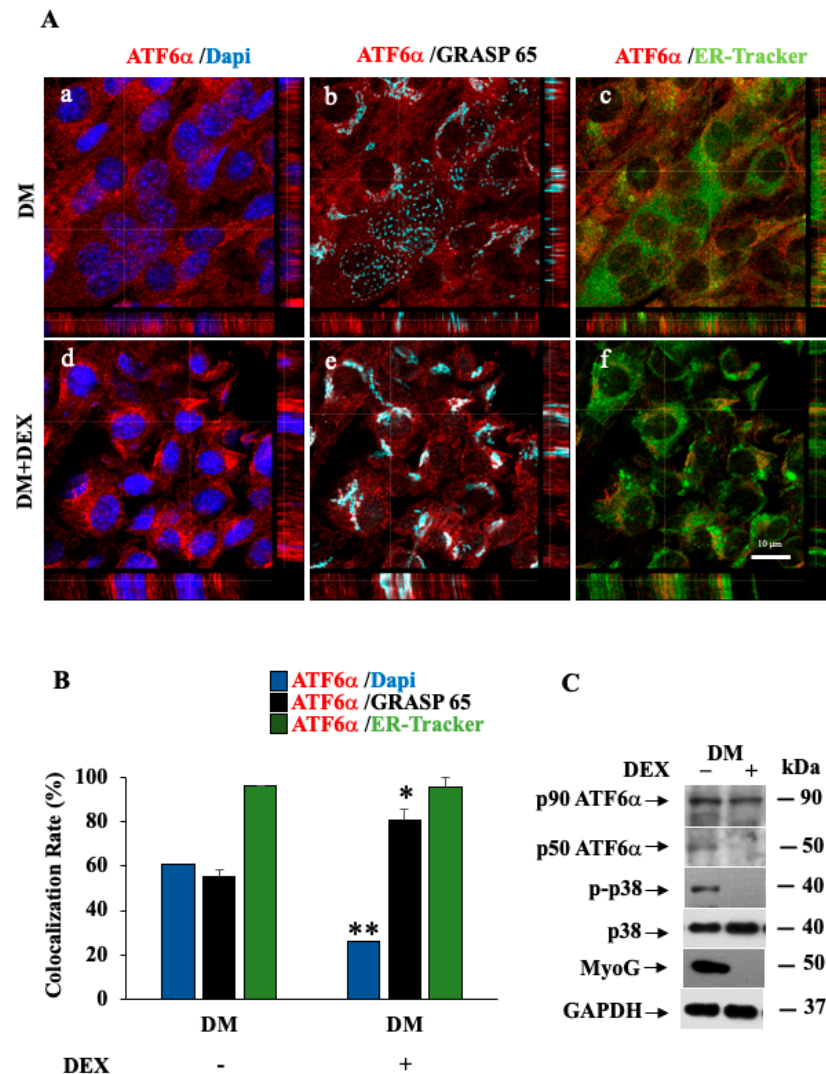 A
ATF6α /Dapi ATF6α /GRASP 65 ATF6α /ER-Tracker
a b c
DM
d e f
DM+DEX
10 µm
B
ATF6α /Dapi
ATF6α /GRASP 65
ATF6α /ER-Tracker
Colocalization Rate (%)
100
80
60
40
20
0
*
**
DM DM
DEX - +
C
DM
DEX – + kDa
p90 ATF6α → – 90
p50 ATF6α → – 50
p-p38 → – 40
p38 → – 40
MyoG → – 50
GAPDH → – 37